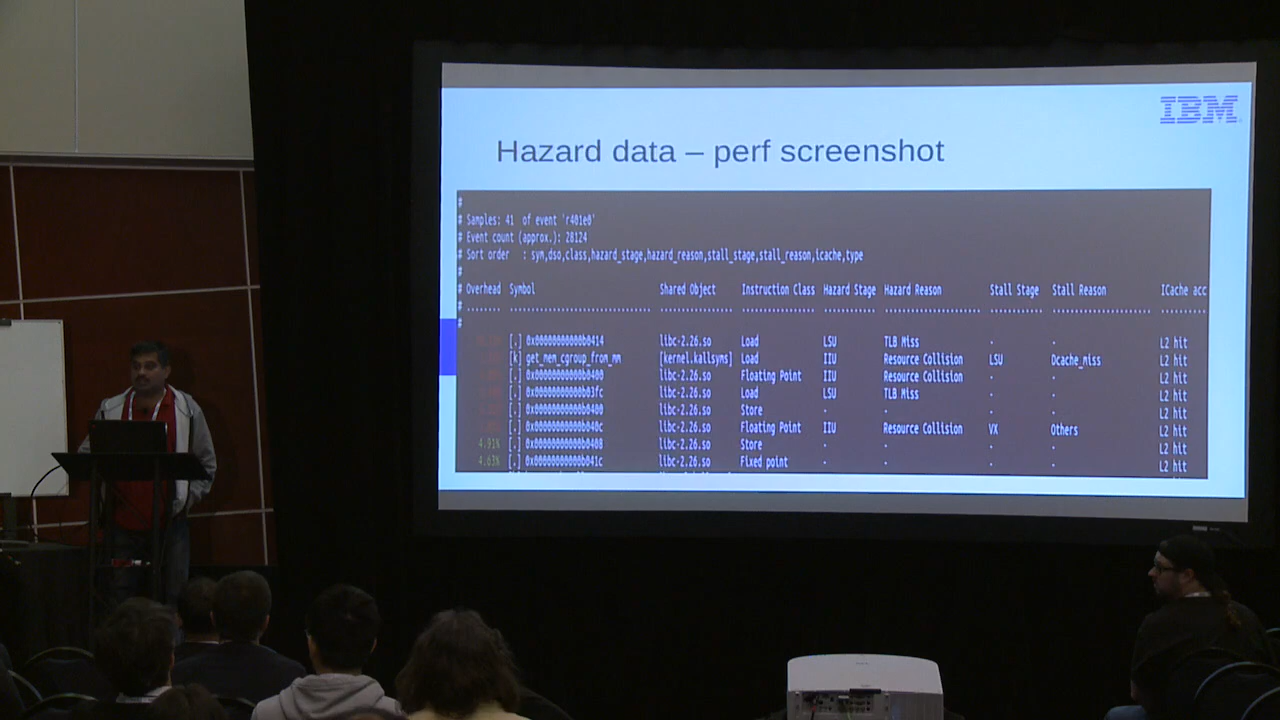 IBM
Hazard data – perf screenshot
#
# Samples: 41 of event 'r401e0'
# Event count (approx.): 28124
# Sort order : sym,dso,class,hazard_stage,hazard_reason,stall_stage,stall_reason,icache,type
#
# Overhead Symbol Shared Object Instruction Class Hazard Stage Hazard Reason Stall Stage Stall Reason ICache acc
#
[.] 0x00000000000b0414 libc-2.26.so Load LSU TLB Miss - - L2 hit
[k] get_mem_cgroup_from_mm [kernel.kallsyms] Load IIU Resource Collision LSU Dcache_miss L2 hit
[.] 0x00000000000b0400 libc-2.26.so Floating Point IIU Resource Collision - - L2 hit
[.] 0x00000000000b03fc libc-2.26.so Load LSU TLB Miss - - L2 hit
[.] 0x00000000000b0400 libc-2.26.so Store - - - - L2 hit
[.] 0x00000000000b040c libc-2.26.so Floating Point IIU Resource Collision VX Others L2 hit
4.91% [.] 0x00000000000b0408 libc-2.26.so Store - - - - L2 hit
4.63% [.] 0x00000000000b041c libc-2.26.so Fixed point - - - - L2 hit